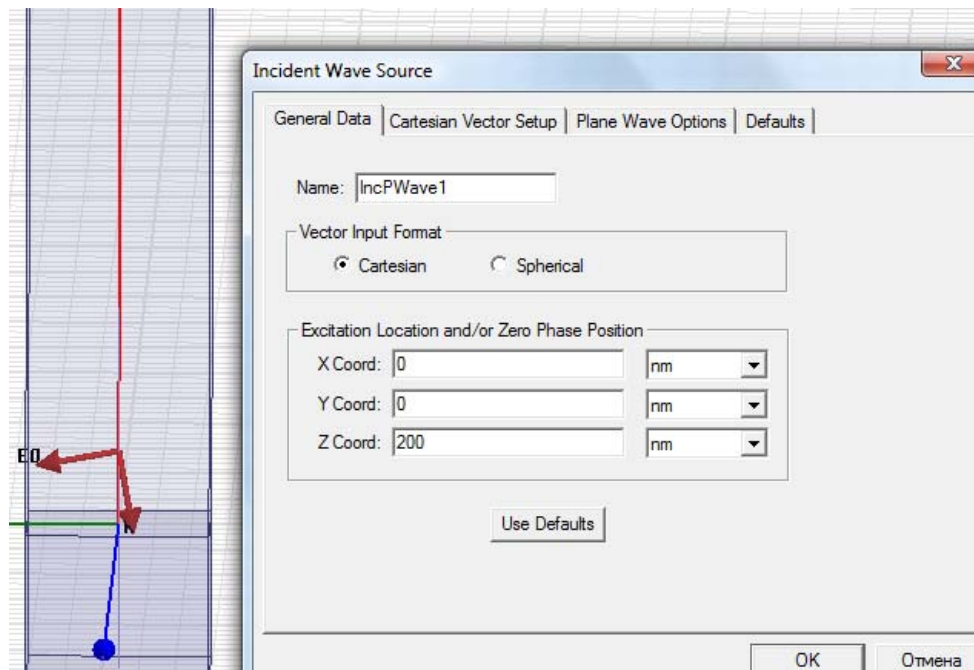 Incident Wave Source
General Data Cartesian Vector Setup Plane Wave Options Defaults
Name: IncPWave1
Vector Input Format
Cartesian Spherical
Excitation Location and/or Zero Phase Position
X Coord: 0 nm
Y Coord: 0 nm
Z Coord: 200 nm
Use Defaults
OK Отмена